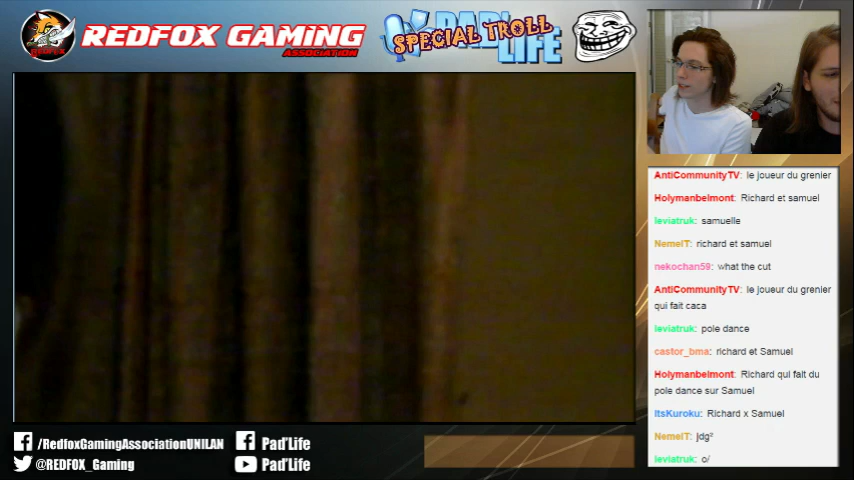 REDFOX
REDFOX GAMING
ASSOCIATION
PAD'LIFE
SPECIAL TROLL
AntiCommunityTV: le joueur du grenier
Holymanbelmont: Richard et samuel
leviatruk: samuelle
NemeIT: richard et samuel
nekochan59: what the cut
AntiCommunityTV: le joueur du grenier
qui fait caca
leviatruk: pole dance
castor_bma: richard et Samuel
Holymanbelmont: Richard qui fait du
pole dance sur Samuel
ItsKuroku: Richard x Samuel
NemeIT: jdg²
leviatruk: o/
/RedfoxGamingAssociationUNILAN
Pad'Life
@REDFOX_Gaming
Pad'Life